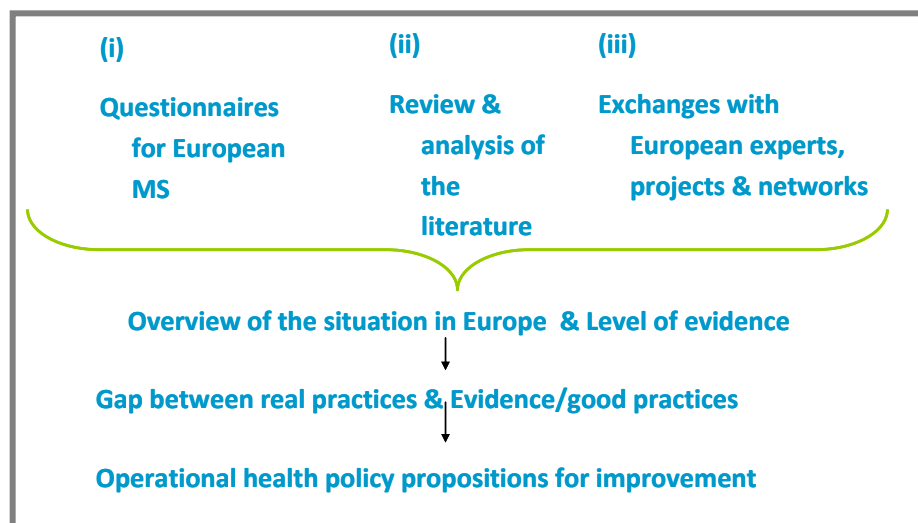 (i)
Questionnaires
for European
MS
(ii)
Review &
analysis of
the
literature
(iii)
Exchanges with
European experts,
projects & networks
Overview of the situation in Europe & Level of evidence
Gap between real practices & Evidence/good practices
Operational health policy propositions for improvement